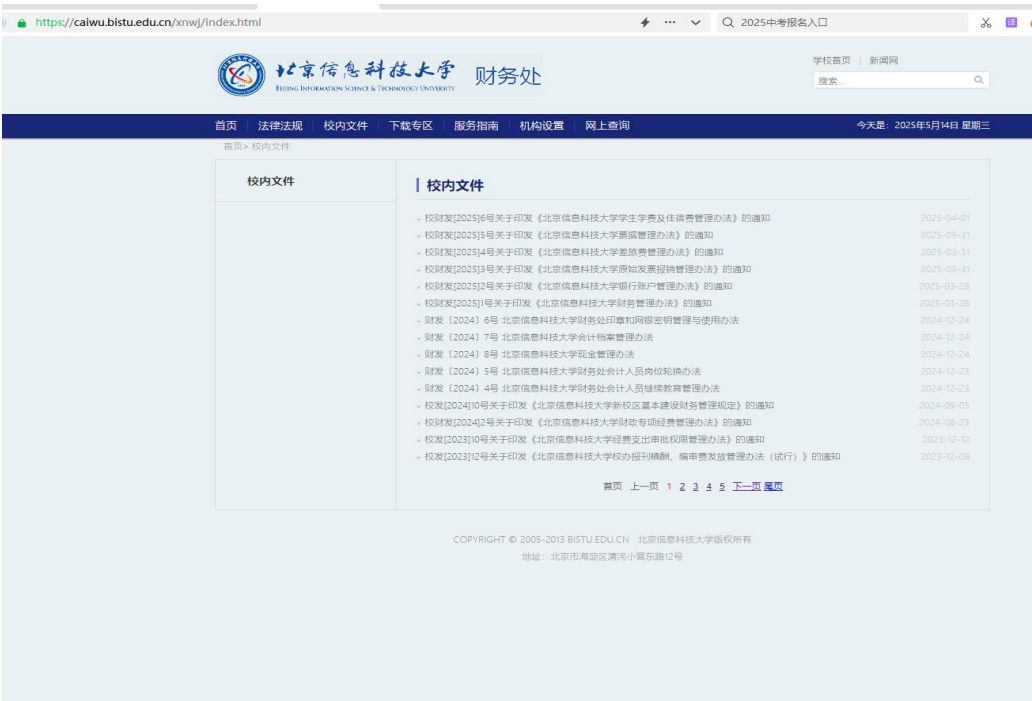 https://caiwu.bistu.edu.cn/xnwj/index.html
2025中考报名入口
译
北京信息科技大学 财务处
BEIJING INFORMATION SCIENCE & TECHNOLOGY UNIVERSITY
学校首页 | 新闻网
搜索...
首页 法律法规 校内文件 下载专区 服务指南 机构设置 网上查询 今天是：2025年5月14日 星期三
首页> 校内文件
校内文件
校内文件
校财发[2025]6号关于印发《北京信息科技大学学生学费及住宿费管理办法》的通知 2025-04-01
校财发[2025]5号关于印发《北京信息科技大学票据管理办法》的通知 2025-03-31
校财发[2025]4号关于印发《北京信息科技大学差旅费管理办法》的通知 2025-03-31
校财发[2025]3号关于印发《北京信息科技大学原始发票报销管理办法》的通知 2025-03-31
校财发[2025]2号关于印发《北京信息科技大学银行账户管理办法》的通知 2025-03-28
校财发[2025]1号关于印发《北京信息科技大学财务管理办法》的通知 2025-03-28
财发〔2024〕6号 北京信息科技大学财务处印章和网银密钥管理与使用办法 2024-12-24
财发〔2024〕7号 北京信息科技大学会计档案管理办法 2024-12-24
财发〔2024〕8号 北京信息科技大学现金管理办法 2024-12-24
财发〔2024〕5号 北京信息科技大学财务处会计人员岗位轮换办法 2024-12-23
财发〔2024〕4号 北京信息科技大学财务处会计人员继续教育管理办法 2024-12-23
校发[2024]10号关于印发《北京信息科技大学新校区基本建设财务管理规定》的通知 2024-09-05
校财发[2024]2号关于印发《北京信息科技大学财政专项经费管理办法》的通知 2024-08-23
校发[2023]10号关于印发《北京信息科技大学经费支出审批权限管理办法》的通知 2023-12-12
校发[2023]12号关于印发《北京信息科技大学校办报刊稿酬、编审费发放管理办法（试行）》的通知 2023-12-08
首页 上一页 1 2 3 4 5 下一页 尾页
COPYRIGHT © 2005-2013 BISTU.EDU.CN 北京信息科技大学版权所有
地址：北京市海淀区清河小营东路12号